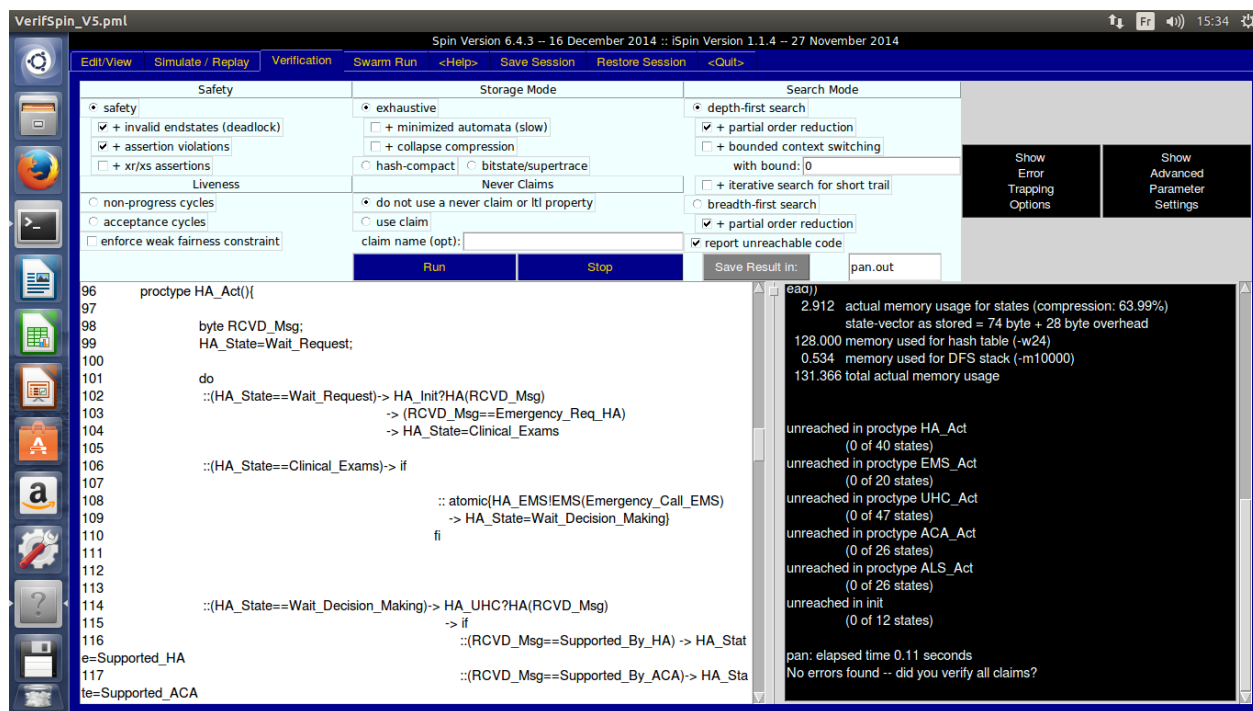 VerifSpin_V5.pml
Fr 15:34
Spin Version 6.4.3 -- 16 December 2014 :: iSpin Version 1.1.4 -- 27 November 2014
Edit/View Simulate / Replay Verification Swarm Run <Help> Save Session Restore Session <Quit>
Safety
safety
+ invalid endstates (deadlock)
+ assertion violations
+ xr/xs assertions
Liveness
non-progress cycles
acceptance cycles
enforce weak fairness constraint
Storage Mode
exhaustive
+ minimized automata (slow)
+ collapse compression
hash-compact bitstate/supertrace
Never Claims
do not use a never claim or ltl property
use claim
claim name (opt):
Run Stop
Search Mode
depth-first search
+ partial order reduction
+ bounded context switching
with bound: 0
+ iterative search for short trail
breadth-first search
+ partial order reduction
report unreachable code
Save Result in: pan.out
Show
Error
Trapping
Options
Show
Advanced
Parameter
Settings
96 proctype HA_Act(){
97
98 byte RCVD_Msg;
99 HA_State=Wait_Request;
100
101 do
102 ::(HA_State==Wait_Request)-> HA_Init?HA(RCVD_Msg)
103 -> (RCVD_Msg==Emergency_Req_HA)
104 -> HA_State=Clinical_Exams
105
106 ::(HA_State==Clinical_Exams)-> if
107
108 :: atomic{HA_EMS!EMS(Emergency_Call_EMS)
109 -> HA_State=Wait_Decision_Making}
110 fi
111
112
113
114 ::(HA_State==Wait_Decision_Making)-> HA_UHC?HA(RCVD_Msg)
115 -> if
116 ::(RCVD_Msg==Supported_By_HA) -> HA_Stat
e=Supported_HA
117 ::(RCVD_Msg==Supported_By_ACA)-> HA_Sta
te=Supported_ACA
ead))
2.912 actual memory usage for states (compression: 63.99%)
state-vector as stored = 74 byte + 28 byte overhead
128.000 memory used for hash table (-w24)
0.534 memory used for DFS stack (-m10000)
131.366 total actual memory usage
unreached in proctype HA_Act
(0 of 40 states)
unreached in proctype EMS_Act
(0 of 20 states)
unreached in proctype UHC_Act
(0 of 47 states)
unreached in proctype ACA_Act
(0 of 26 states)
unreached in proctype ALS_Act
(0 of 26 states)
unreached in init
(0 of 12 states)
pan: elapsed time 0.11 seconds
No errors found -- did you verify all claims?